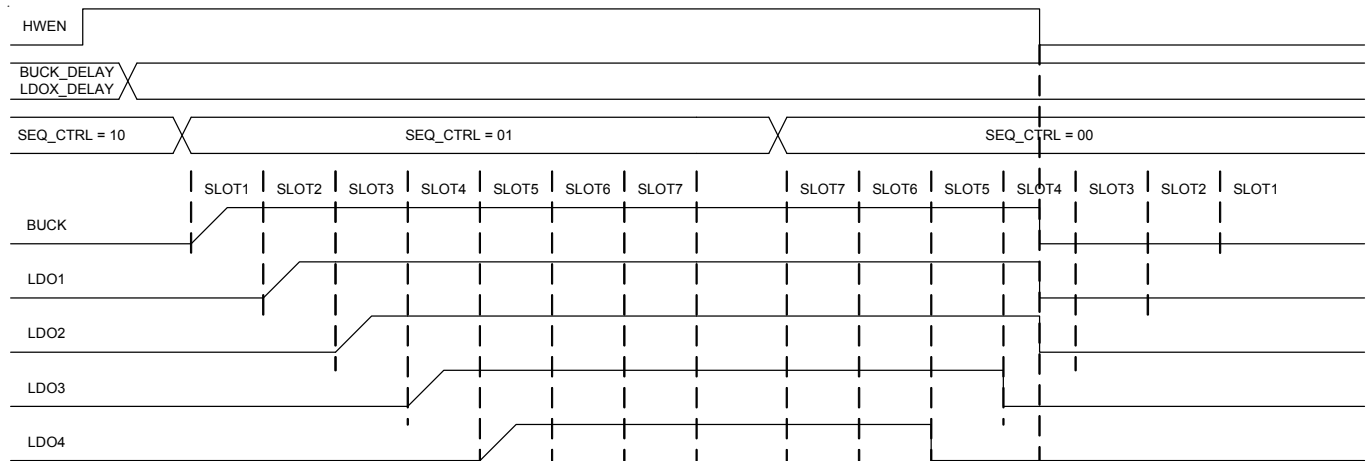 HWEN
BUCK_DELAY
LDOX_DELAY
SEQ_CTRL = 10 SEQ_CTRL = 01 SEQ_CTRL = 00
SLOT1 SLOT2 SLOT3 SLOT4 SLOT5 SLOT6 SLOT7 SLOT7 SLOT6 SLOT5 SLOT4 SLOT3 SLOT2 SLOT1
BUCK
LDO1
LDO2
LDO3
LDO4